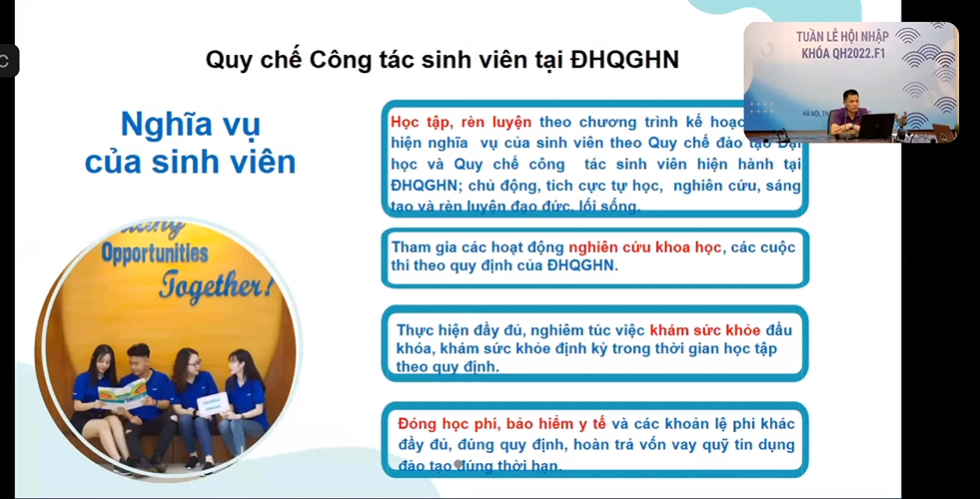 C
Quy chế Công tác sinh viên tại ĐHQGHN
TUẦN LỄ HỘI NHẬP
KHÓA QH2022.F1
HÀ NỘI, TH
Nghĩa vụ
của sinh viên
Opportunities
Together!
Học tập, rèn luyện theo chương trình kế hoạc
hiện nghĩa vụ của sinh viên theo Quy chế đào tạo Đại
học và Quy chế công tác sinh viên hiện hành tại
ĐHQGHN; chủ động, tích cực tự học, nghiên cứu, sáng
tạo và rèn luyện đạo đức, lối sống.
Tham gia các hoạt động nghiên cứu khoa học, các cuộc
thi theo quy định của ĐHQGHN.
Thực hiện đầy đủ, nghiêm túc việc khám sức khỏe đầu
khóa, khám sức khỏe định kỳ trong thời gian học tập
theo quy định.
Đóng học phí, bảo hiểm y tế và các khoản lệ phí khác
đầy đủ, đúng quy định, hoàn trả vốn vay quỹ tín dụng
đào tạo đúng thời hạn.